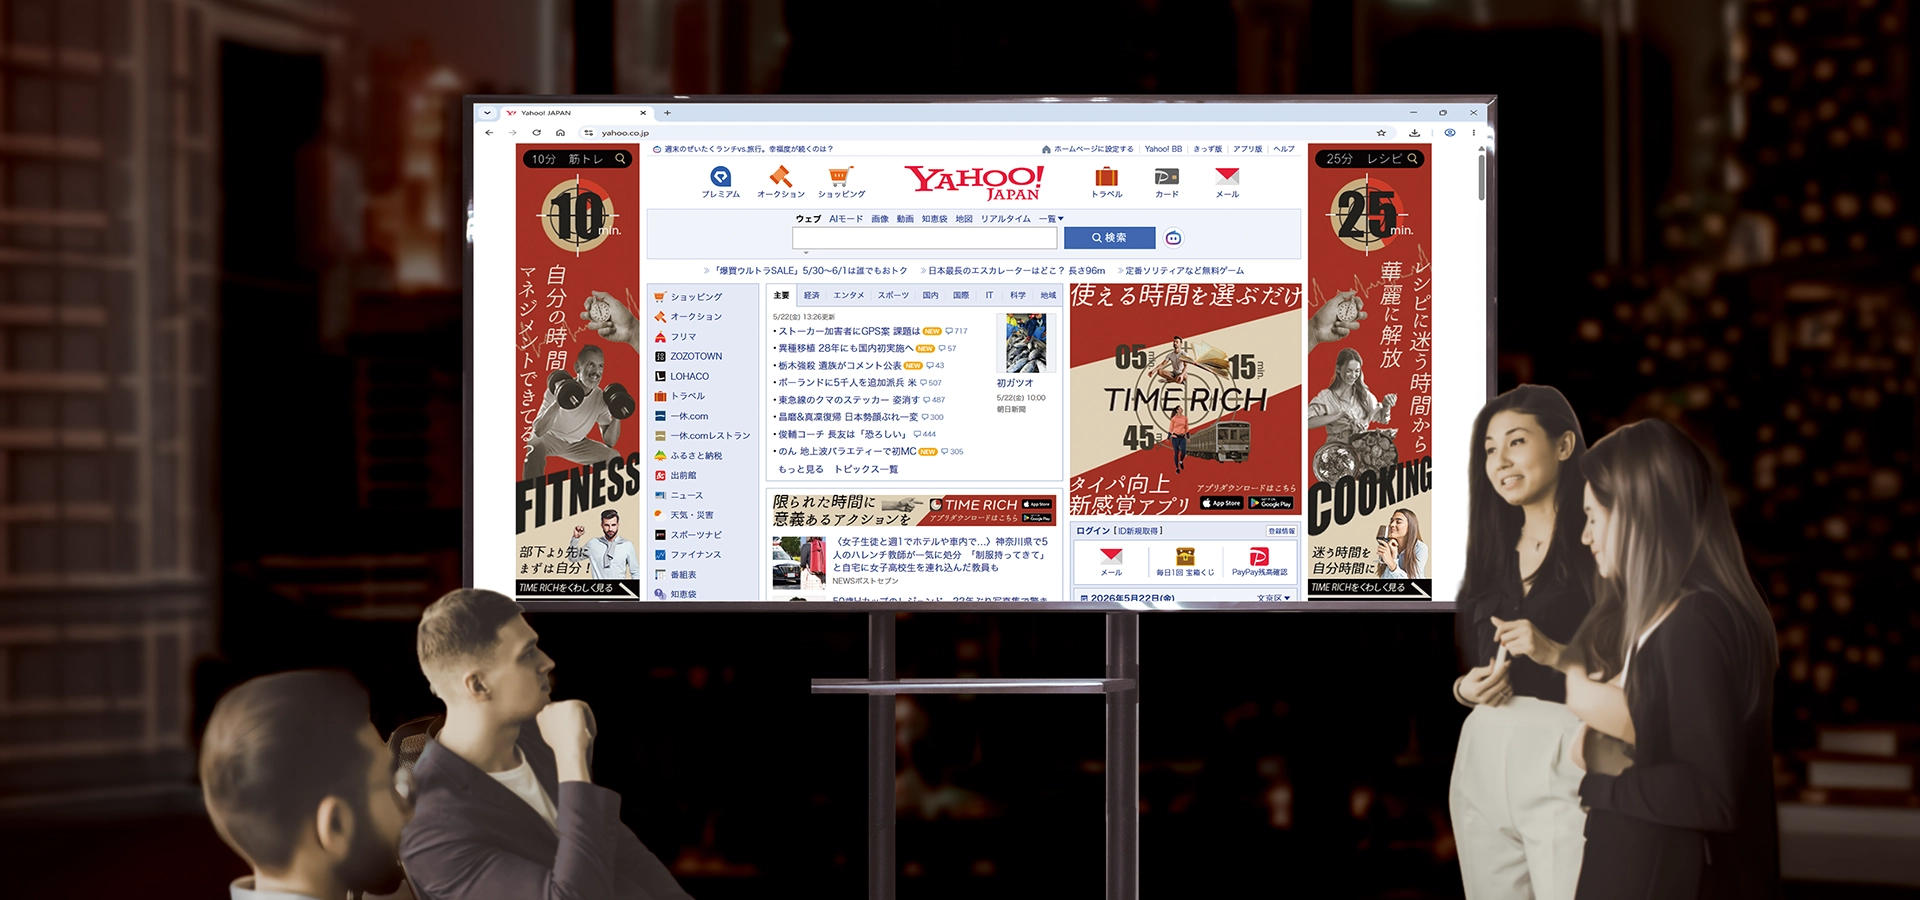 Yahoo! JAPAN
yahoo.co.jp
10分 筋トレ
10
min.
自分の時間
マネジメントできてる?
FITNESS
部下より先に
まずは自分!
TIME RICHをくわしく見る
週末のぜいたくランチvs.旅行。幸福度が続くのは?
ホームページに設定する
Yahoo! BB
きっず版
アプリ版
ヘルプ
プレミアム
オークション
ショッピング
YAHOO!
JAPAN
トラベル
カード
メール
ウェブ AIモード 画像 動画 知恵袋 地図 リアルタイム 一覧▼
検索
「爆買ウルトラSALE」5/30〜6/1は誰でもおトク
日本最長のエスカレーターはどこ? 長さ96m
定番ソリティアなど無料ゲーム
ショッピング
オークション
フリマ
ZOZOTOWN
LOHACO
トラベル
一休.com
一休.comレストラン
ふるさと納税
出前館
ニュース
天気・災害
スポーツナビ
ファイナンス
番組表
知恵袋
主要 経済 エンタメ スポーツ 国内 国際 IT 科学 地域
5/22(金) 13:26更新
・ストーカー加害者にGPS案 課題は NEW 717
・異種移植 28年にも国内初実施へ NEW 57
・栃木強殺 遺族がコメント公表 NEW 43
・ポーランドに5千人を追加派兵 米 507
・東急線のクマのステッカー 姿消す 487
・昌磨&真凜復帰 日本勢顔ぶれ一変 300
・俊輔コーチ 長友は「恐ろしい」 444
・のん 地上波バラエティーで初MC NEW 305
もっと見る トピックス一覧
初ガツオ
5/22(金) 10:00
朝日新聞
限られた時間に
意義あるアクションを
TIME RICH
アプリダウンロードはこちら
App Store
Google Play
〈女子生徒と週1でホテルや車内で…〉神奈川県で5
人のハレンチ教師が一気に処分 「制服持ってきて」
と自宅に女子高校生を連れ込んだ教員も
NEWSポストセブン
使える時間を選ぶだけ
05
min.
15
min.
TIME RICH
45
タイパ向上
新感覚アプリ
アプリダウンロードはこちら
App Store
Google Play
ログイン [ ID新規取得 ]
登録情報
メール
毎日1回 宝箱くじ
PayPay残高確認
2026年5月22日(金)
文京区▼
25分 レシピ
25
min.
レシピに迷う時間から
華麗に解放
COOKING
迷う時間を
自分時間に
TIME RICHをくわしく見る